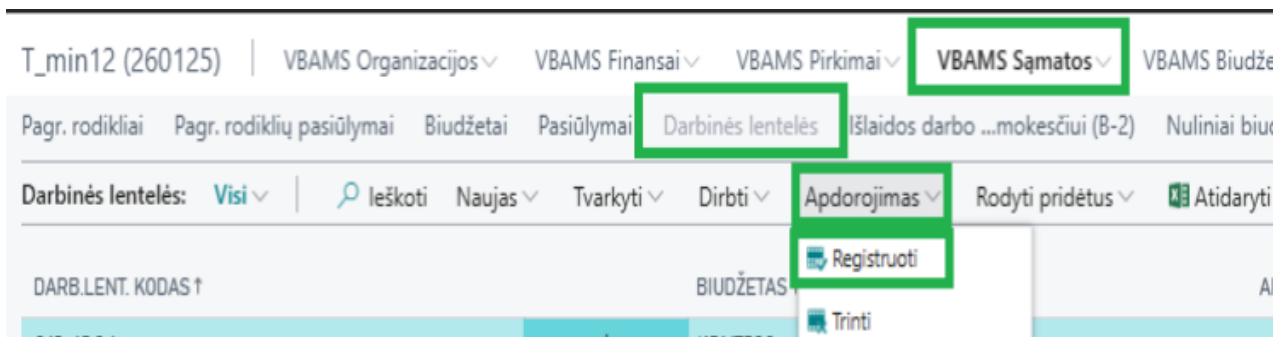 T_min12 (260125) VBAMS Organizacijos VBAMS Finansai VBAMS Pirkimai VBAMS Sąmatos VBAMS Biudže
Pagr. rodikliai Pagr. rodiklių pasiūlymai Biudžetai Pasiūlymai Darbinės lentelės Išlaidos darbo ...mokesčiui (B-2) Nuliniai biud
Darbinės lentelės: Visi Ieškoti Naujas Tvarkyti Dirbti Apdorojimas Rodyti pridėtus Atidaryti
Registruoti
DARB.LENT. KODAS ↑ BIUDŽETAS
Trinti